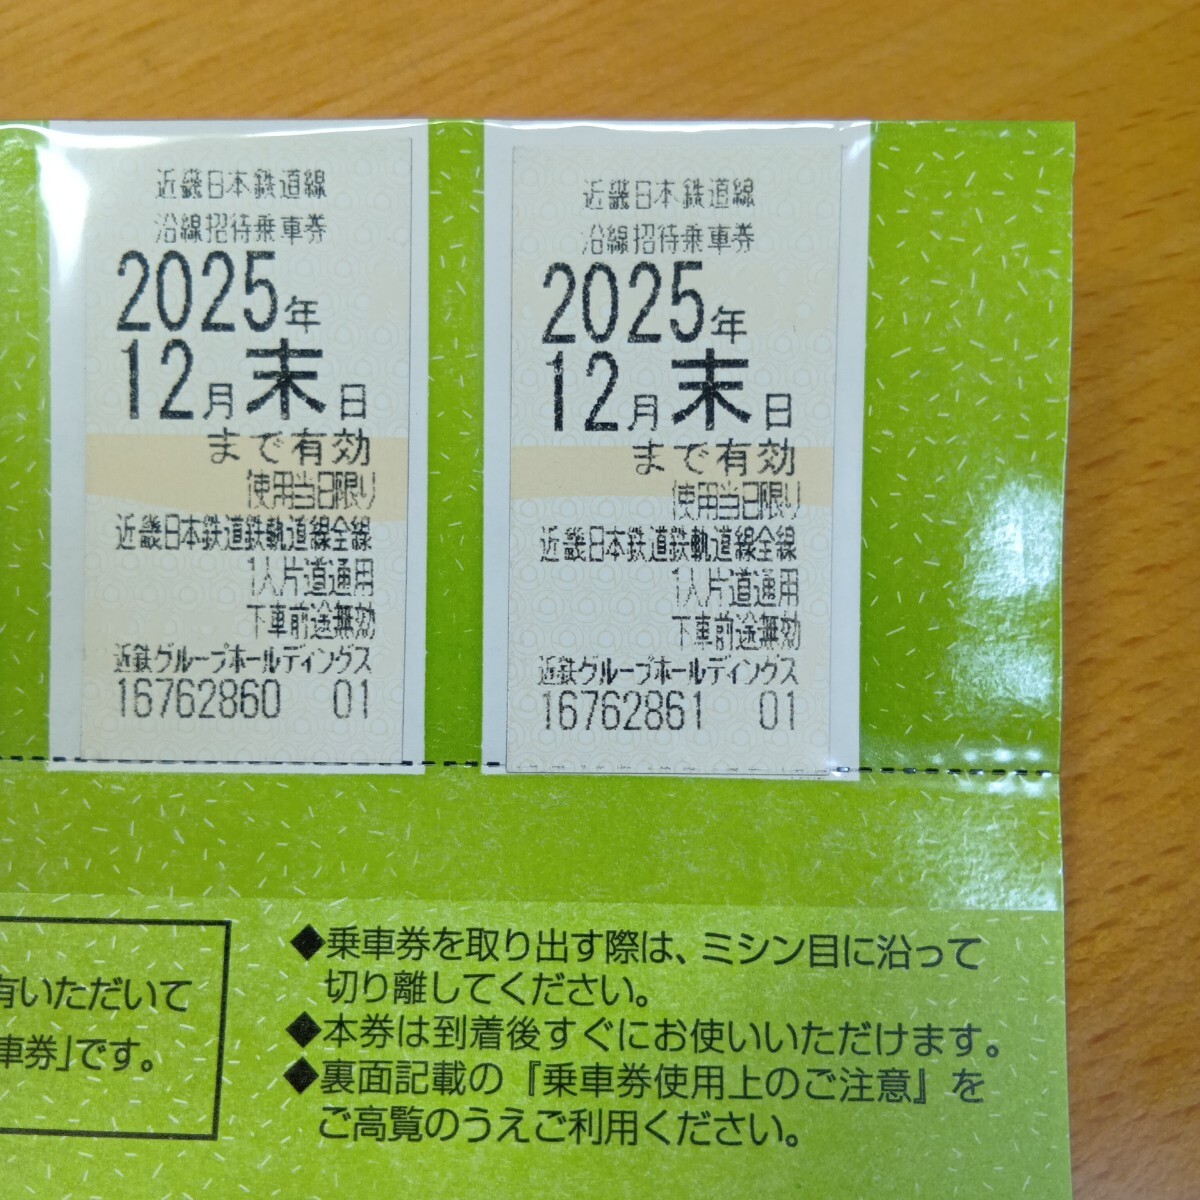 近畿日本鉄道線
沿線招待乗車券
2025年
12月末日
まで有効
使用当日限り
近畿日本鉄道鉄軌道線全線
1人片道通用
下車前途無効
近鉄グループホールディングス
16762860 01
近畿日本鉄道線
沿線招待乗車券
2025年
12月末日
まで有効
使用当日限り
近畿日本鉄道鉄軌道線全線
1人片道通用
下車前途無効
近鉄グループホールディングス
16762861 01
有いただいて
車券」です。
◆乗車券を取り出す際は、ミシン目に沿って
切り離してください。
◆本券は到着後すぐにお使いいただけます。
◆裏面記載の『乗車券使用上のご注意』を
ご高覧のうえご利用ください。